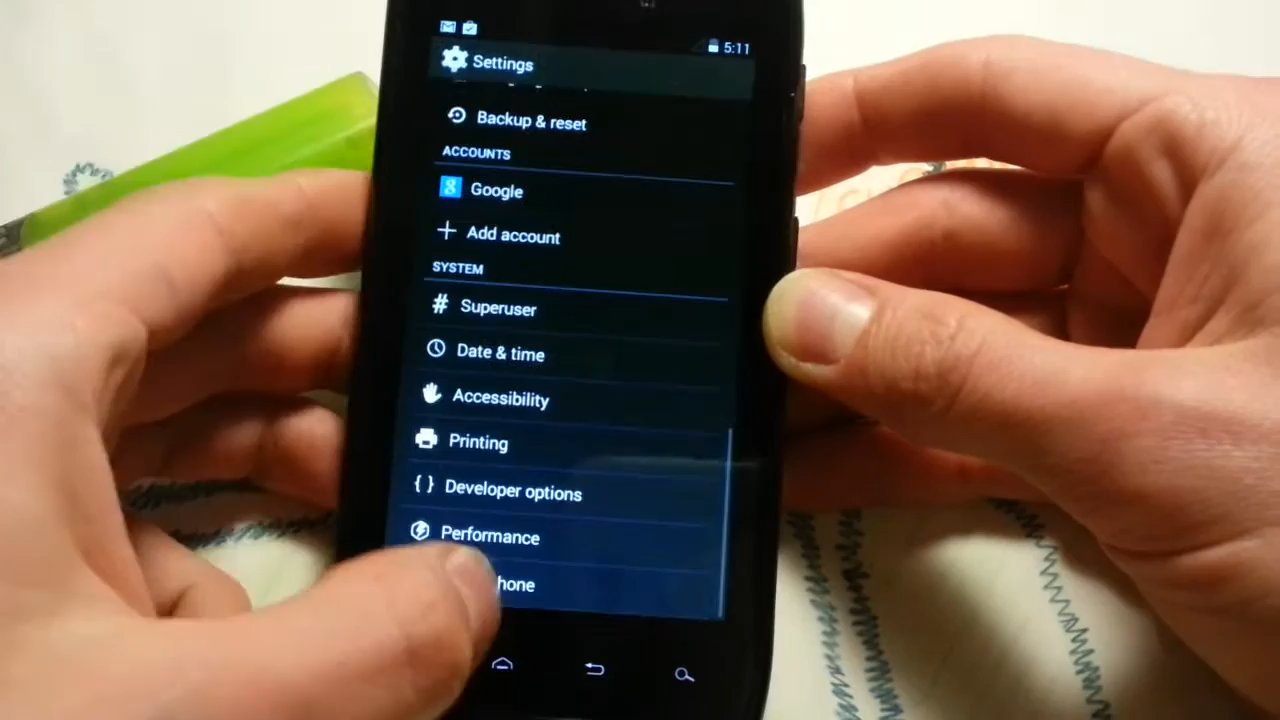 5:11
Settings
Backup & reset
ACCOUNTS
Google
Add account
SYSTEM
# Superuser
Date & time
Accessibility
Printing
{ } Developer options
Performance
hone